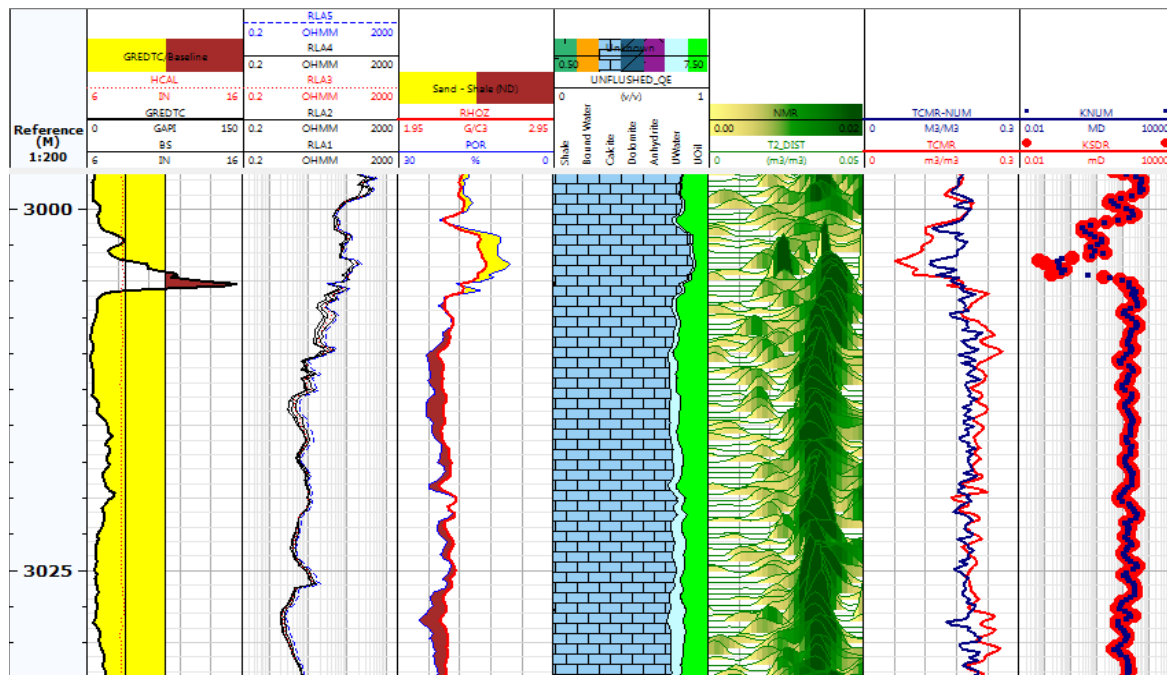 Reference
(M)
1:200
3000
3025
GREDTC/Baseline
HCAL
6 IN 16
GREDTC
0 GAPI 150
BS
6 IN 16
RLA5
0.2 OHMM 2000
RLA4
0.2 OHMM 2000
RLA3
0.2 OHMM 2000
RLA2
0.2 OHMM 2000
RLA1
0.2 OHMM 2000
Sand - Shale (ND)
RHOZ
1.95 G/C3 2.95
POR
30 % 0
Unknown
0.50 7.50
UNFLUSHED_QE
0 (v/v) 1
Shale
Bound Water
Calcite
Dolomite
Anhydrite
UWater
UOil
NMR
0.00 0.02
T2_DIST
0 (m3/m3) 0.05
TCMR-NUM
0 M3/M3 0.3
TCMR
0 m3/m3 0.3
KNUM
0.01 MD 10000
KSDR
0.01 mD 10000